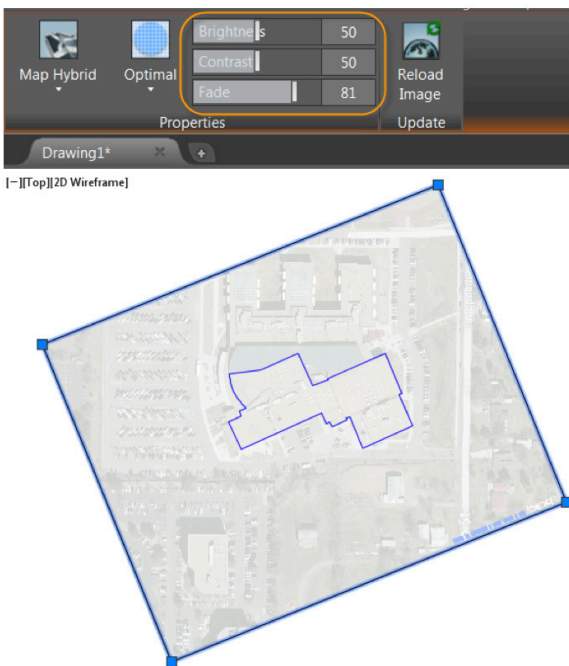 Brightness 50
Contrast 50
Fade 81
Map Hybrid
Optimal
Reload
Image
Properties
Update
Drawing1*
[−][Top][2D Wireframe]